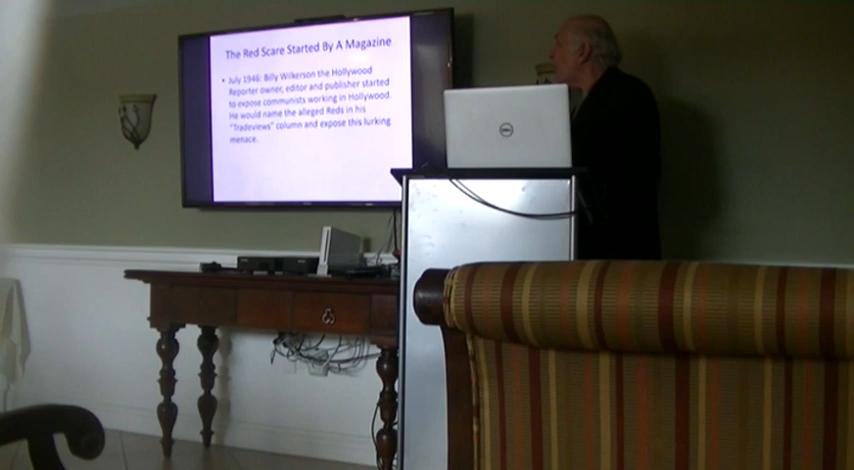 The Red Scare Started By A Magazine
• July 1946: Billy Wilkerson the Hollywood
Reporter owner, editor and publisher started
to expose communists working in Hollywood.
He would name the alleged Reds in his
"Tradeviews" column and expose this lurking
menace.
DELL